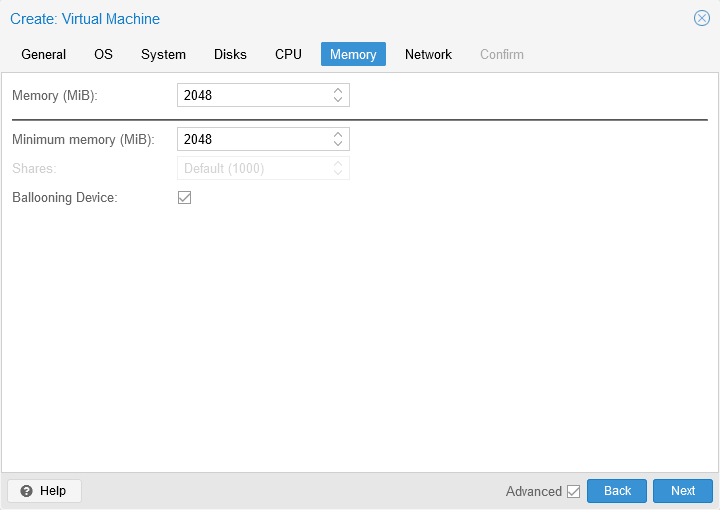 Create: Virtual Machine
General OS System Disks CPU Memory Network Confirm
Memory (MiB): 2048
Minimum memory (MiB): 2048
Shares: Default (1000)
Ballooning Device:
Help Advanced Back Next